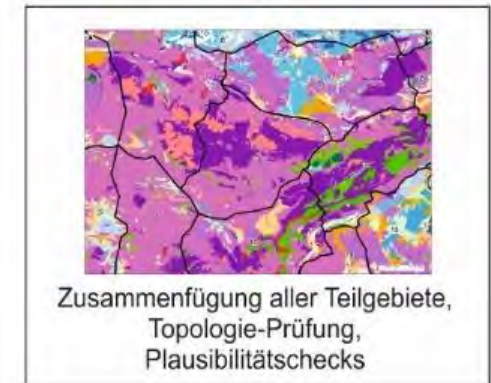 Zusammenfügung aller Teilgebiete,
Topologie-Prüfung,
Plausibilitätschecks